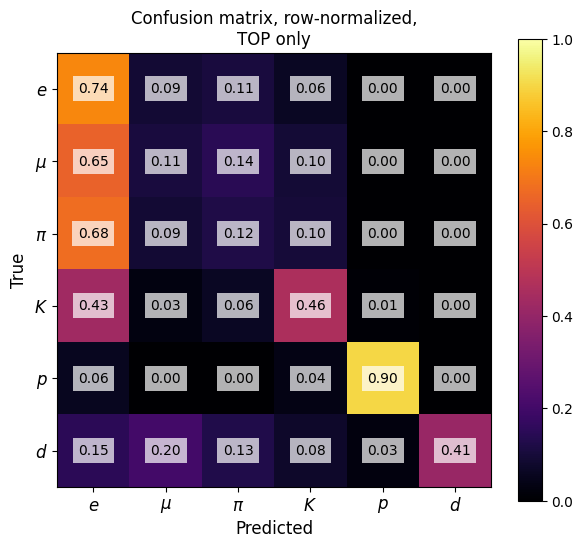 Confusion matrix, row-normalized,
TOP only
e 0.74 0.09 0.11 0.06 0.00 0.00
μ 0.65 0.11 0.14 0.10 0.00 0.00
π 0.68 0.09 0.12 0.10 0.00 0.00
K 0.43 0.03 0.06 0.46 0.01 0.00
p 0.06 0.00 0.00 0.04 0.90 0.00
d 0.15 0.20 0.13 0.08 0.03 0.41
e μ π K p d
Predicted
True
1.0
0.8
0.6
0.4
0.2
0.0